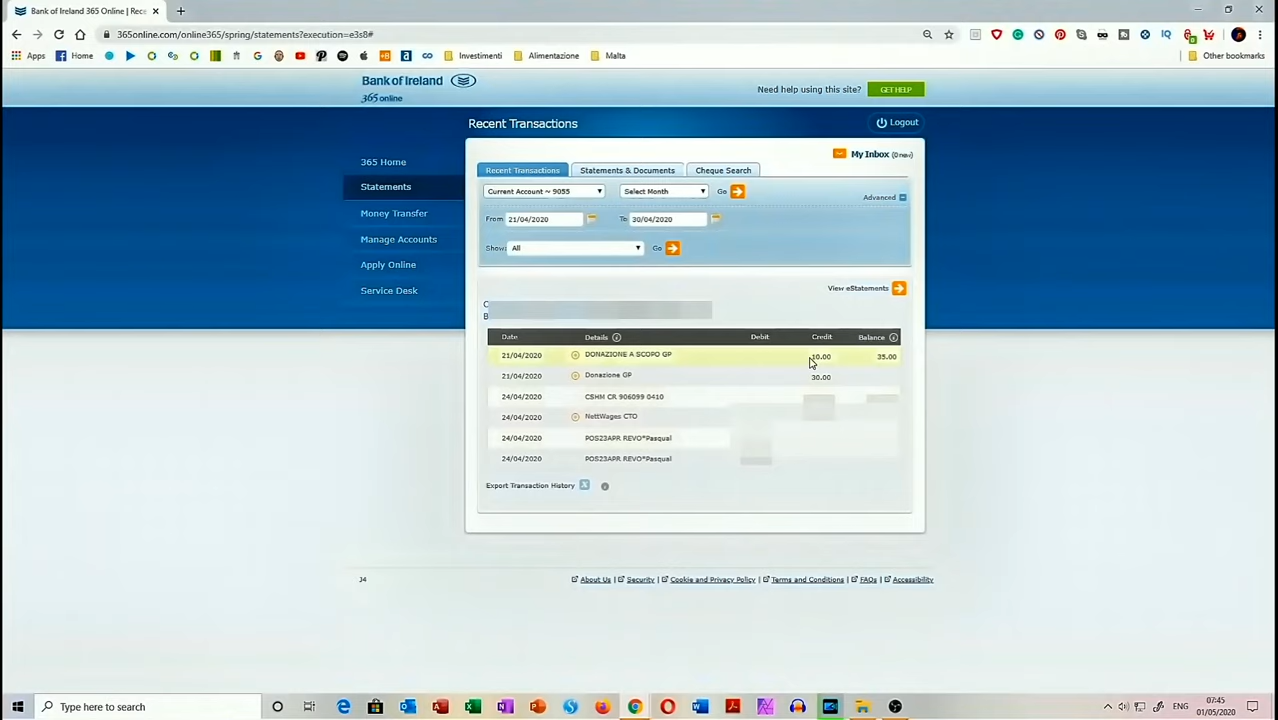 Bank of Ireland 365 Online | Rece
365online.com/online365/spring/statements?execution=e3s8#
Apps Home Investimenti Alimentazione Malta Other bookmarks
Bank of Ireland
365 online
Need help using this site? GET HELP
Recent Transactions
Logout
My Inbox (0 new)
365 Home
Statements
Money Transfer
Manage Accounts
Apply Online
Service Desk
Recent Transactions Statements & Documents Cheque Search
Current Account ~ 9055 Select Month Go
Advanced
From 21/04/2020 To 30/04/2020
Show: All Go
View eStatements
C
B
Date Details Debit Credit Balance
21/04/2020 DONAZIONE A SCOPO GP 10.00 35.00
21/04/2020 Donazione GP 30.00
24/04/2020 CSHM CR 906099 0410
24/04/2020 NettWages CTD
24/04/2020 POS23APR REVO*Pasqual
24/04/2020 POS23APR REVO*Pasqual
Export Transaction History
J4
About Us Security Cookie and Privacy Policy Terms and Conditions FAQs Accessibility
Type here to search
ENG
07:45
01/05/2020